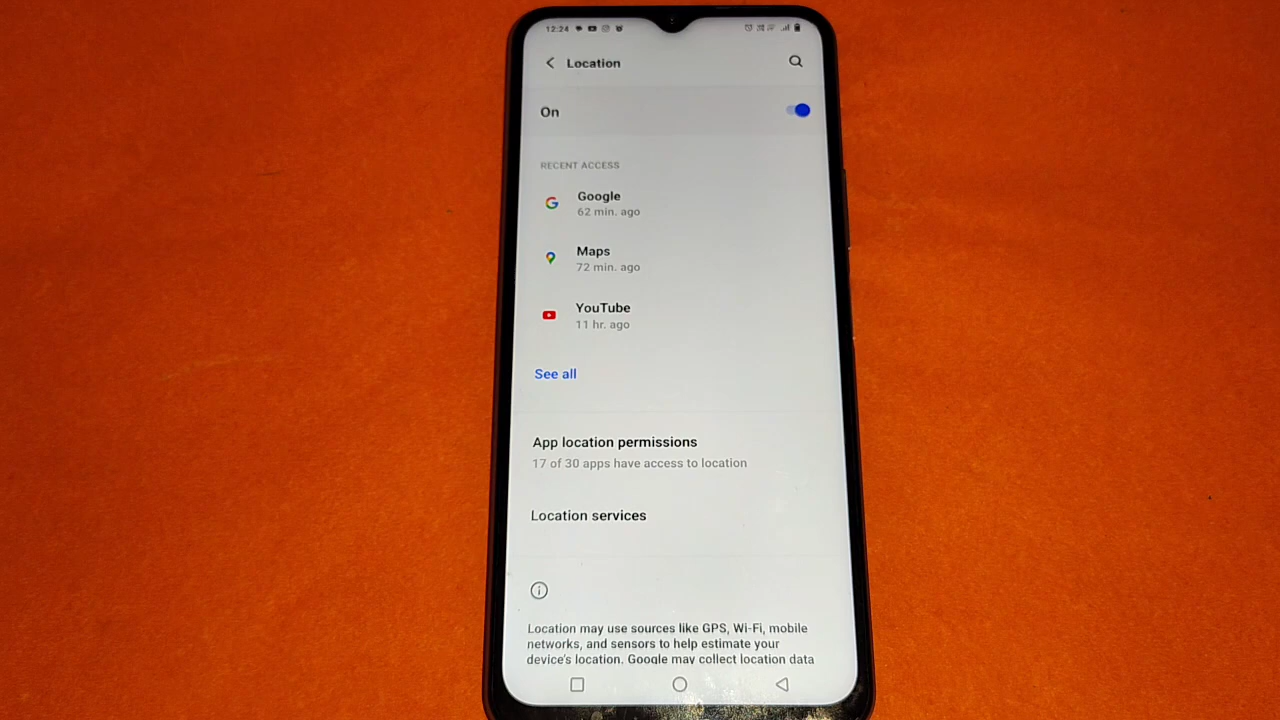 12:24
Location
On
RECENT ACCESS
Google
62 min. ago
Maps
72 min. ago
YouTube
11 hr. ago
See all
App location permissions
17 of 30 apps have access to location
Location services
Location may use sources like GPS, Wi-Fi, mobile
networks, and sensors to help estimate your
device's location. Google may collect location data